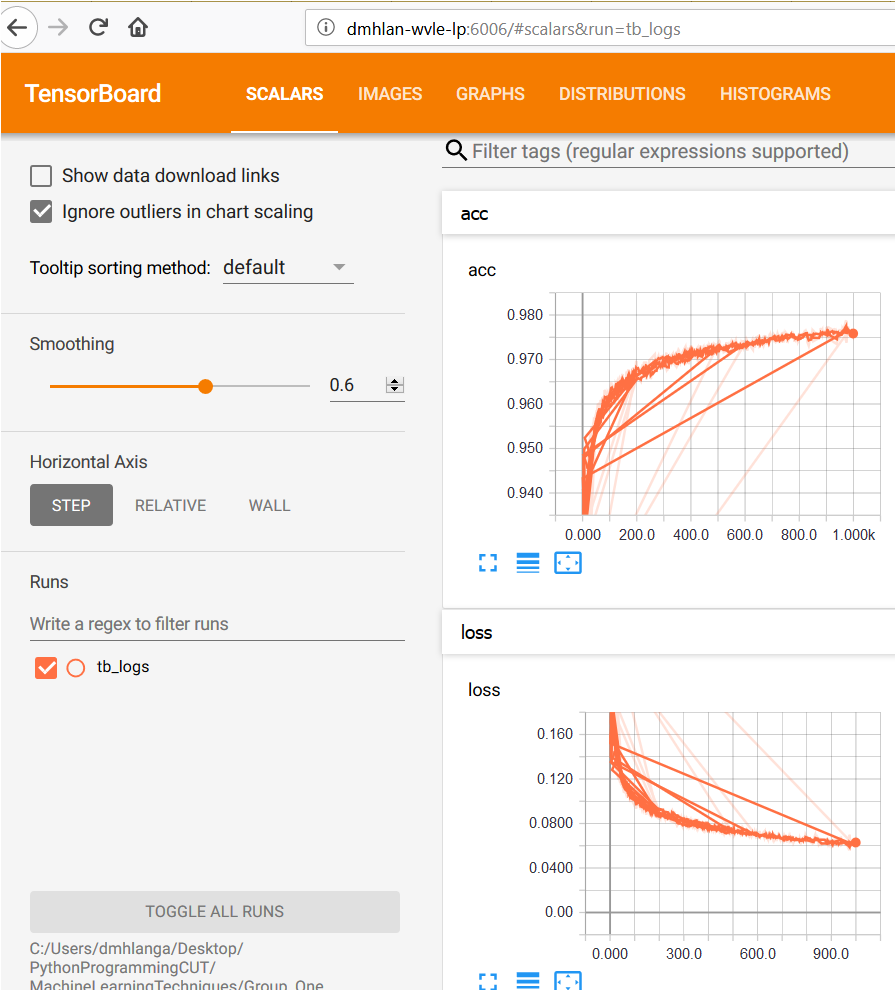 dmhlan-wvle-lp:6006/#scalars&run=tb_logs
TensorBoard SCALARS IMAGES GRAPHS DISTRIBUTIONS HISTOGRAMS
Show data download links
Ignore outliers in chart scaling
Tooltip sorting method: default
Smoothing
0.6
Horizontal Axis
STEP RELATIVE WALL
Runs
Write a regex to filter runs
tb_logs
TOGGLE ALL RUNS
C:/Users/dmhlanga/Desktop/
PythonProgrammingCUT/
MachineLearningTechniques/Group_One
Filter tags (regular expressions supported)
acc
acc
0.980
0.970
0.960
0.950
0.940
0.000 200.0 400.0 600.0 800.0 1.000k
loss
loss
0.160
0.120
0.0800
0.0400
0.00
0.000 300.0 600.0 900.0